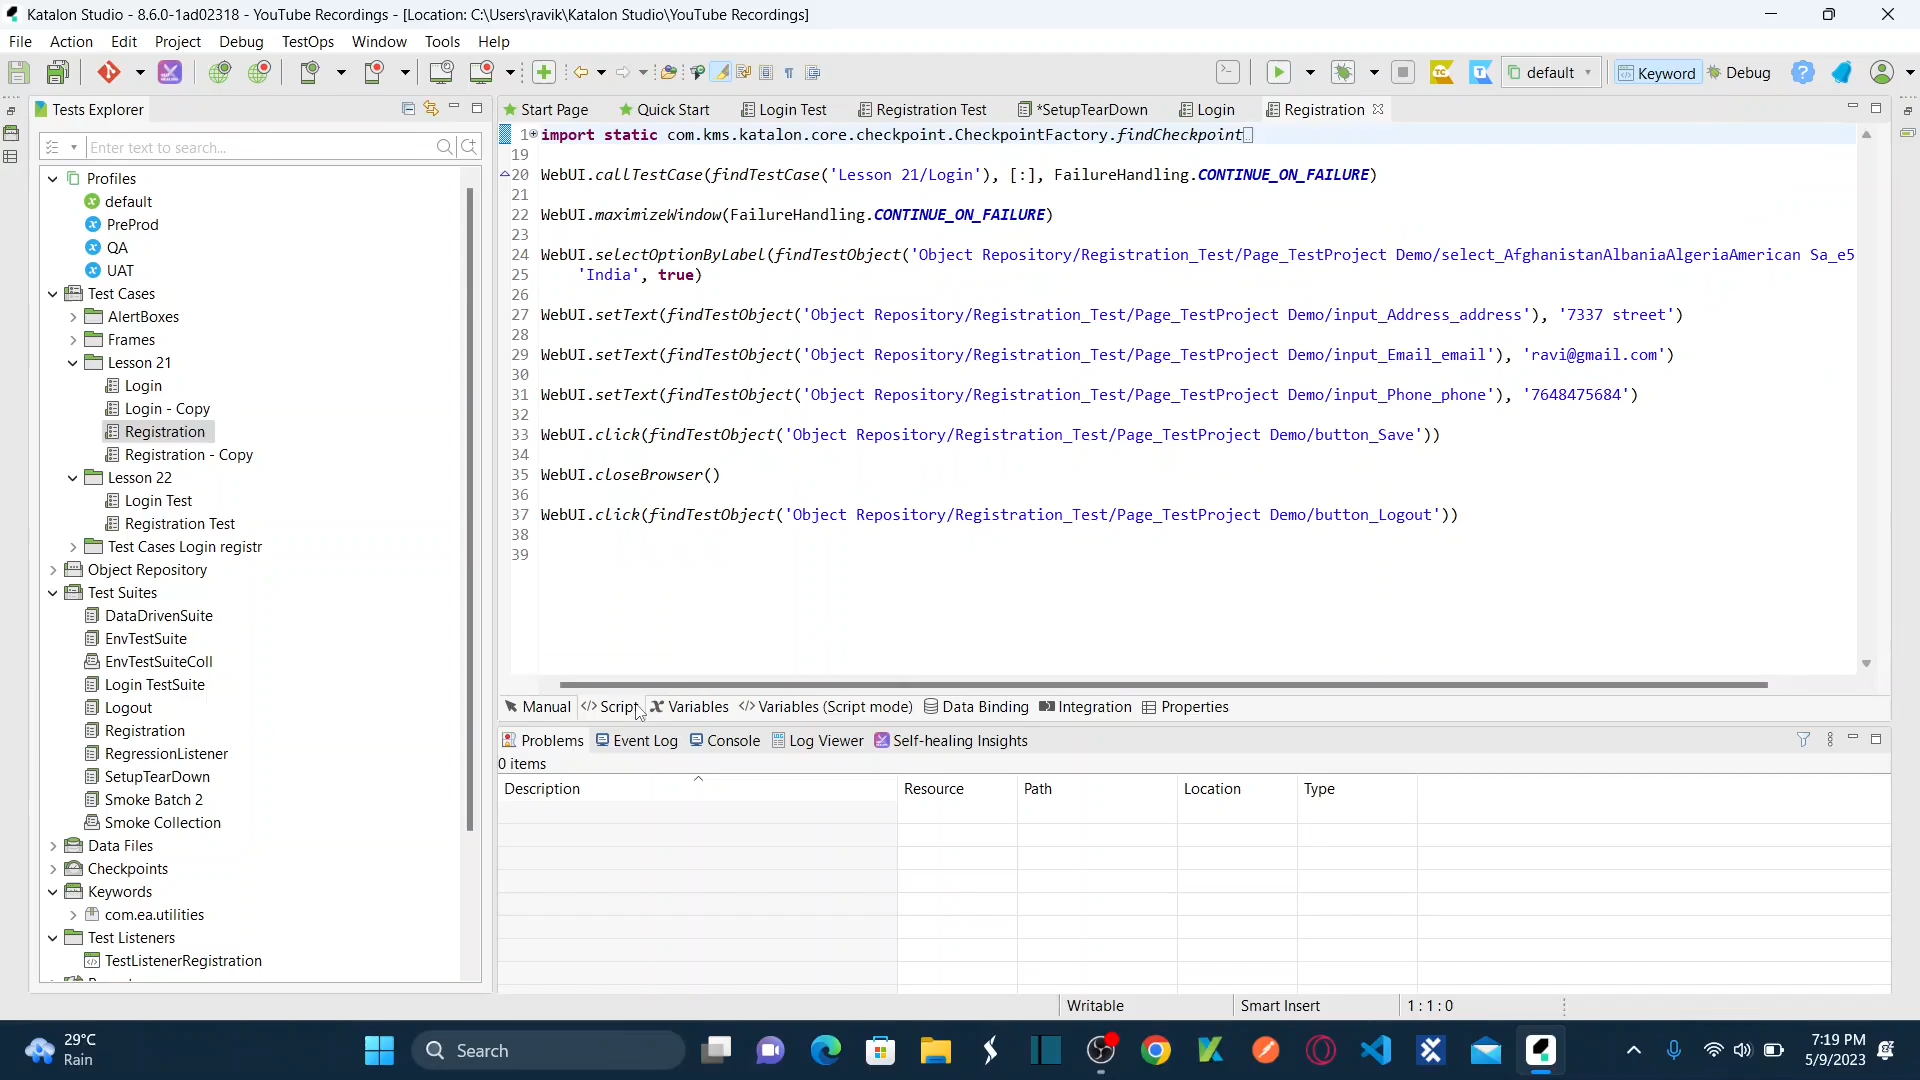 Katalon Studio - 8.6.0-1ad02318 - YouTube Recordings - [Location: C:\Users\ravik\Katalon Studio\YouTube Recordings]
File Action Edit Project Debug TestOps Window Tools Help
default Keyword Debug
Tests Explorer
Enter text to search...
Profiles
default
PreProd
QA
UAT
Test Cases
AlertBoxes
Frames
Lesson 21
Login
Login - Copy
Registration
Registration - Copy
Lesson 22
Login Test
Registration Test
Test Cases Login registr
Object Repository
Test Suites
DataDrivenSuite
EnvTestSuite
EnvTestSuiteColl
Login TestSuite
Logout
Registration
RegressionListener
SetupTearDown
Smoke Batch 2
Smoke Collection
Data Files
Checkpoints
Keywords
com.ea.utilities
Test Listeners
TestListenerRegistration
Start Page Quick Start Login Test Registration Test *SetupTearDown Login Registration
1 import static com.kms.katalon.core.checkpoint.CheckpointFactory.findCheckpoint
19
20 WebUI.callTestCase(findTestCase('Lesson 21/Login'), [:], FailureHandling.CONTINUE_ON_FAILURE)
21
22 WebUI.maximizeWindow(FailureHandling.CONTINUE_ON_FAILURE)
23
24 WebUI.selectOptionByLabel(findTestObject('Object Repository/Registration_Test/Page_TestProject Demo/select_AfghanistanAlbaniaAlgeriaAmerican Sa_e5
25 'India', true)
26
27 WebUI.setText(findTestObject('Object Repository/Registration_Test/Page_TestProject Demo/input_Address_address'), '7337 street')
28
29 WebUI.setText(findTestObject('Object Repository/Registration_Test/Page_TestProject Demo/input_Email_email'), 'ravi@gmail.com')
30
31 WebUI.setText(findTestObject('Object Repository/Registration_Test/Page_TestProject Demo/input_Phone_phone'), '7648475684')
32
33 WebUI.click(findTestObject('Object Repository/Registration_Test/Page_TestProject Demo/button_Save'))
34
35 WebUI.closeBrowser()
36
37 WebUI.click(findTestObject('Object Repository/Registration_Test/Page_TestProject Demo/button_Logout'))
38
39
Manual Script Variables Variables (Script mode) Data Binding Integration Properties
Problems Event Log Console Log Viewer Self-healing Insights
0 items
Description Resource Path Location Type
Writable Smart Insert 1 : 1 : 0
29°C
Rain
Search
7:19 PM
5/9/2023